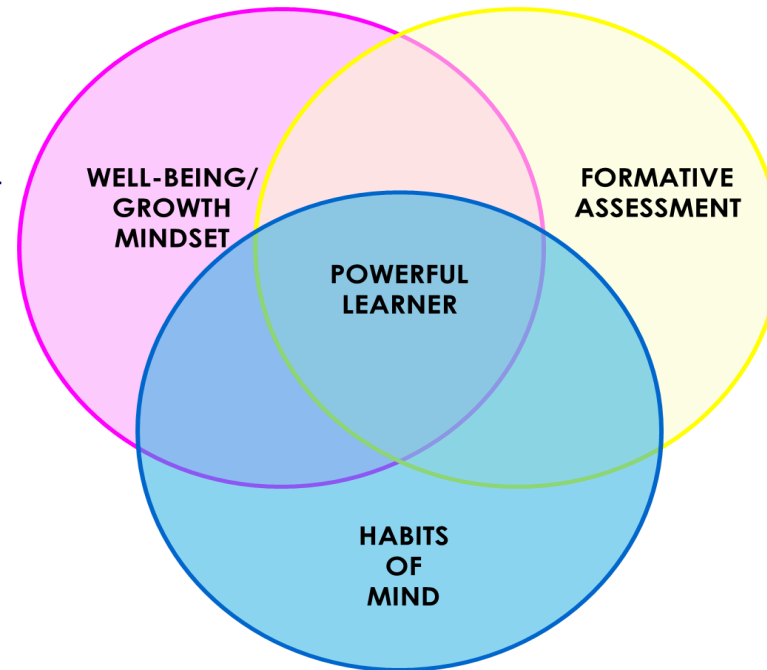 WELL-BEING/
GROWTH
MINDSET
FORMATIVE
ASSESSMENT
POWERFUL
LEARNER
HABITS
OF
MIND